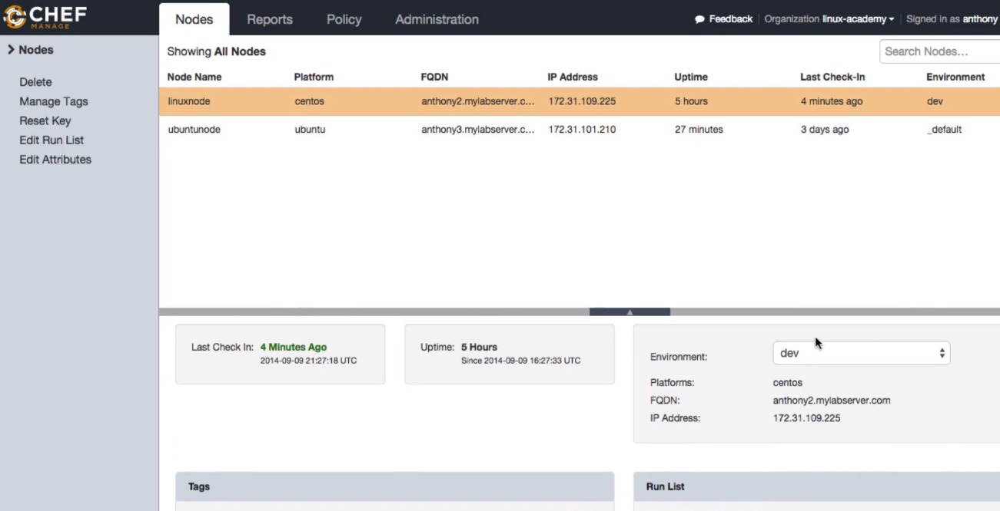 CHEF
MANAGE
Nodes Reports Policy Administration Feedback Organization linux-academy Signed in as anthony
Nodes
Delete
Manage Tags
Reset Key
Edit Run List
Edit Attributes
Showing All Nodes Search Nodes...
Node Name Platform FQDN IP Address Uptime Last Check-In Environment
linuxnode centos anthony2.mylabserver.c... 172.31.109.225 5 hours 4 minutes ago dev
ubuntunode ubuntu anthony3.mylabserver.c... 172.31.101.210 27 minutes 3 days ago _default
Last Check In: 4 Minutes Ago
2014-09-09 21:27:18 UTC
Uptime: 5 Hours
Since 2014-09-09 16:27:33 UTC
Environment: dev
Platforms: centos
FQDN: anthony2.mylabserver.com
IP Address: 172.31.109.225
Tags
Run List